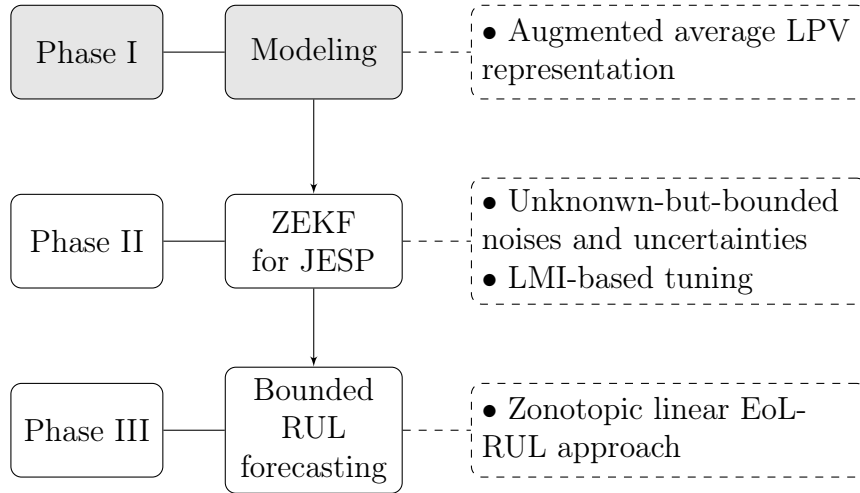 Phase I
Modeling
• Augmented average LPV
representation
Phase II
ZEKF
for JESP
• Unknonwn-but-bounded
noises and uncertainties
• LMI-based tuning
Phase III
Bounded
RUL
forecasting
• Zonotopic linear EoL-
RUL approach